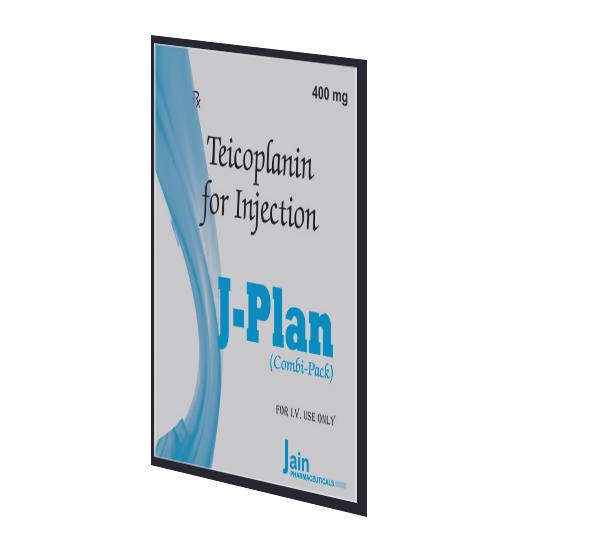 ℞
400 mg
Teicoplanin
for Injection
J-Plan
(Combi-Pack)
FOR I.V. USE ONLY
Jain
PHARMACEUTICALS